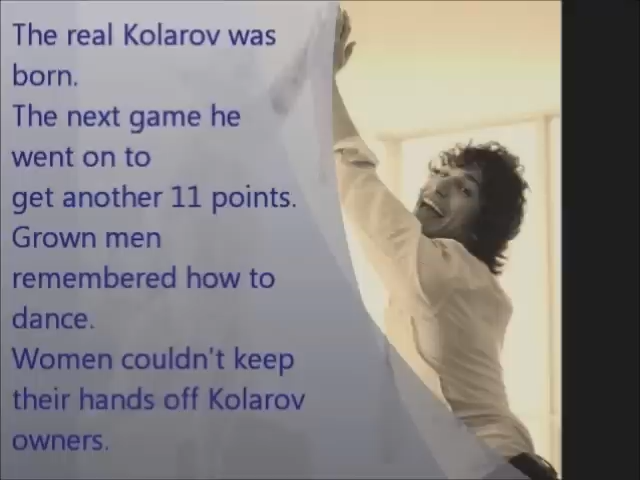 The real Kolarov was
born.
The next game he
went on to
get another 11 points.
Grown men
remembered how to
dance.
Women couldn't keep
their hands off Kolarov
owners.